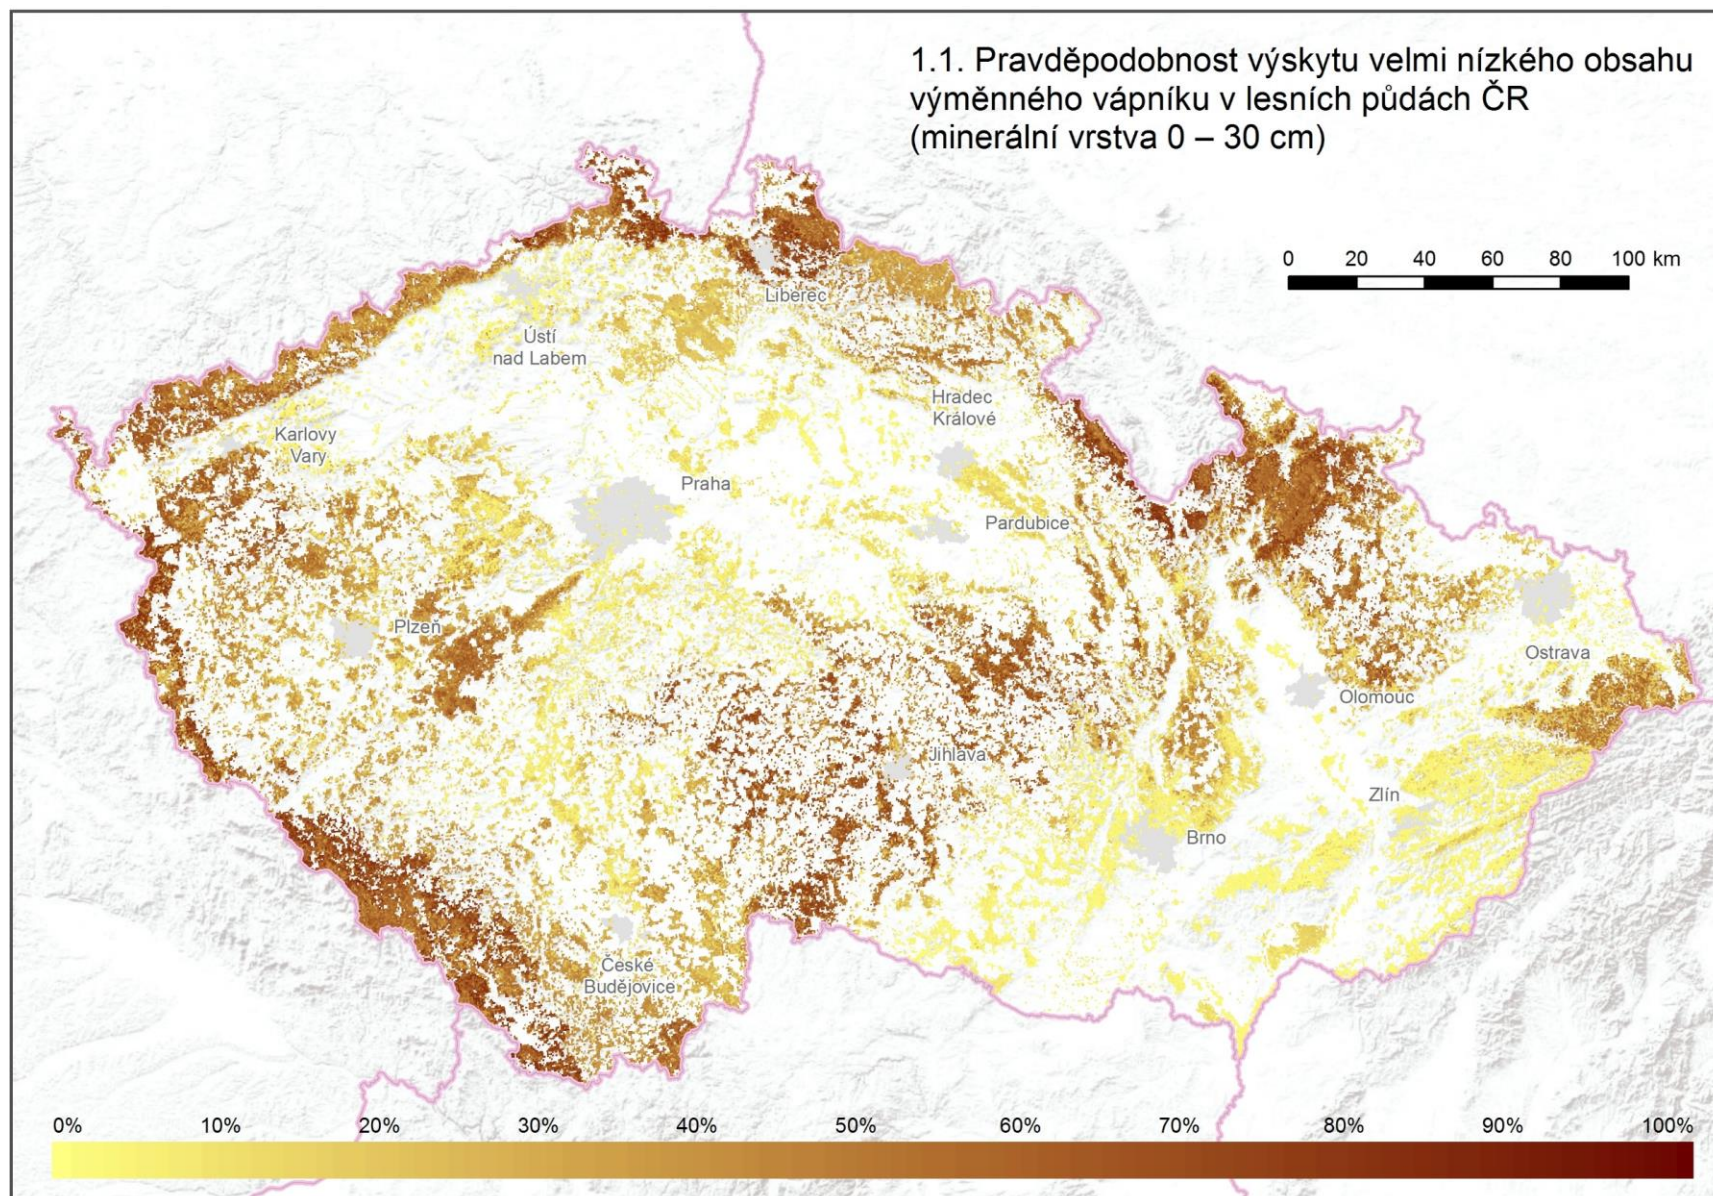 1.1. Pravděpodobnost výskytu velmi nízkého obsahu
výměnného vápníku v lesních půdách ČR
(minerální vrstva 0 – 30 cm)
0 20 40 60 80 100 km
Liberec
Ústí
nad Labem
Hradec
Králové
Karlovy
Vary
Praha
Pardubice
Plzeň
Ostrava
Olomouc
Jihlava
Zlín
Brno
České
Budějovice
0% 10% 20% 30% 40% 50% 60% 70% 80% 90% 100%